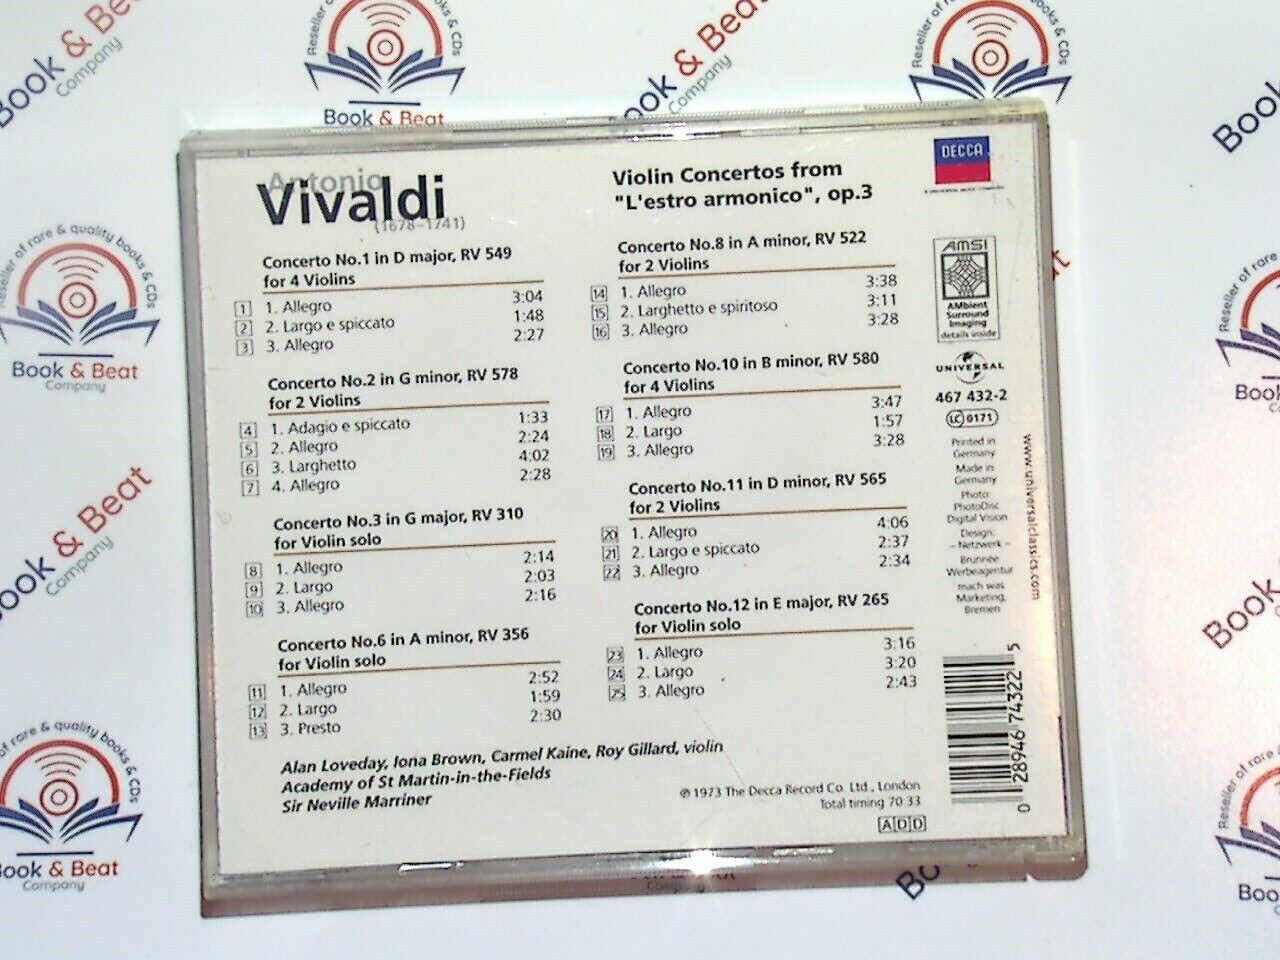 Antonio
Vivaldi
(1678–1741)
Concerto No.1 in D major, RV 549
for 4 Violins
1 1. Allegro 3:04
2 2. Largo e spiccato 1:48
3 3. Allegro 2:27
Concerto No.2 in G minor, RV 578
for 2 Violins
4 1. Adagio e spiccato 1:33
5 2. Allegro 2:24
6 3. Larghetto 4:02
7 4. Allegro 2:28
Concerto No.3 in G major, RV 310
for Violin solo
8 1. Allegro 2:14
9 2. Largo 2:03
10 3. Allegro 2:16
Concerto No.6 in A minor, RV 356
for Violin solo
11 1. Allegro 2:52
12 2. Largo 1:59
13 3. Presto 2:30
Alan Loveday, Iona Brown, Carmel Kaine, Roy Gillard, violin
Academy of St Martin-in-the-Fields
Sir Neville Marriner
Violin Concertos from
"L'estro armonico", op.3
Concerto No.8 in A minor, RV 522
for 2 Violins
14 1. Allegro 3:38
15 2. Larghetto e spiritoso 3:11
16 3. Allegro 3:28
Concerto No.10 in B minor, RV 580
for 4 Violins
17 1. Allegro 3:47
18 2. Largo 1:57
19 3. Allegro 3:28
Concerto No.11 in D minor, RV 565
for 2 Violins
20 1. Allegro 4:06
21 2. Largo e spiccato 2:37
22 3. Allegro 2:34
Concerto No.12 in E major, RV 265
for Violin solo
23 1. Allegro 3:16
24 2. Largo 3:20
25 3. Allegro 2:43
℗ 1973 The Decca Record Co. Ltd., London
Total timing 70:33
ADD
DECCA
A UNIVERSAL MUSIC COMPANY
AMSI
AMbient
Surround
Imaging
details inside
UNIVERSAL
467 432-2
LC 0171
Printed in
Germany
Made in
Germany
Photo:
PhotoDisc
Digital Vision
Design:
– Netzwerk –
Brunnée
Werbeagentur
mach was
Marketing,
Bremen
www.universalclassics.com
0 28946 74322 5
Book & Beat
Company
Reseller of rare & quality books & CDs
Book & Beat
Company
Book & Beat
Company
Book & Beat
Company
Book & Beat
Company